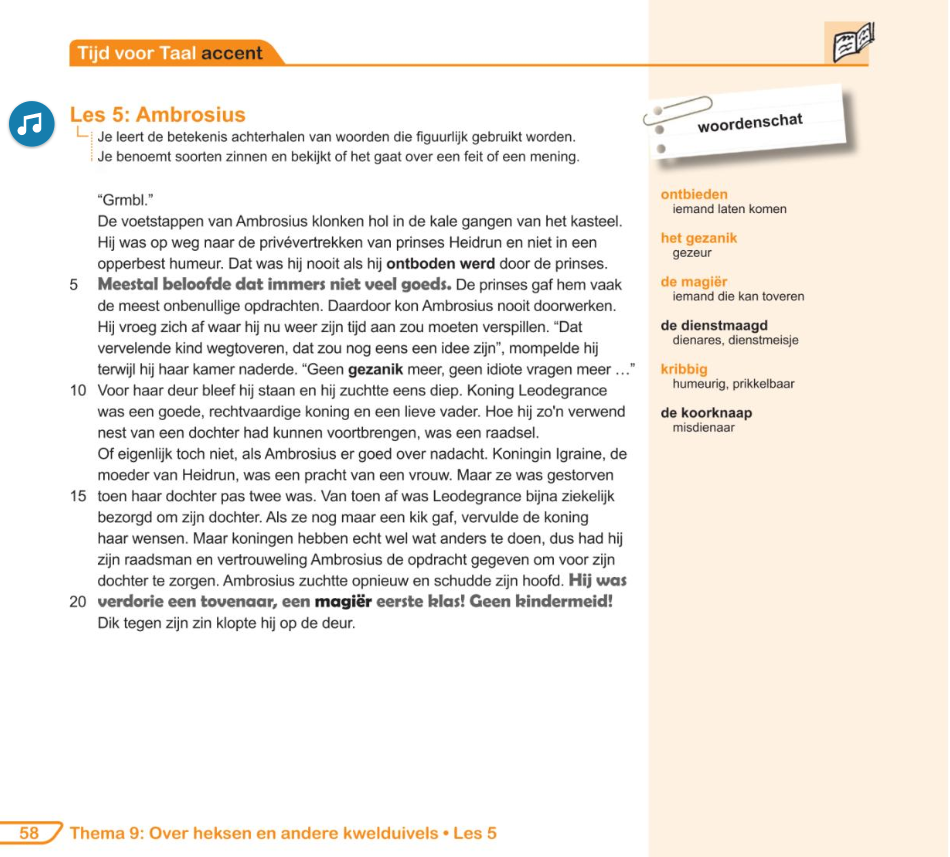 Tijd voor Taal accent
Les 5: Ambrosius
Je leert de betekenis achterhalen van woorden die figuurlijk gebruikt worden.
Je benoemt soorten zinnen en bekijkt of het gaat over een feit of een mening.
“Grmbl.”
De voetstappen van Ambrosius klonken hol in de kale gangen van het kasteel.
Hij was op weg naar de privévertrekken van prinses Heidrun en niet in een
opperbest humeur. Dat was hij nooit als hij ontboden werd door de prinses.
5 Meestal beloofde dat immers niet veel goeds. De prinses gaf hem vaak
de meest onbenullige opdrachten. Daardoor kon Ambrosius nooit doorwerken.
Hij vroeg zich af waar hij nu weer zijn tijd aan zou moeten verspillen. “Dat
vervelende kind wegtoveren, dat zou nog eens een idee zijn”, mompelde hij
terwijl hij haar kamer naderde. “Geen gezanik meer, geen idiote vragen meer …”
10 Voor haar deur bleef hij staan en hij zuchtte eens diep. Koning Leodegrance
was een goede, rechtvaardige koning en een lieve vader. Hoe hij zo'n verwend
nest van een dochter had kunnen voortbrengen, was een raadsel.
Of eigenlijk toch niet, als Ambrosius er goed over nadacht. Koningin Igraine, de
moeder van Heidrun, was een pracht van een vrouw. Maar ze was gestorven
15 toen haar dochter pas twee was. Van toen af was Leodegrance bijna ziekelijk
bezorgd om zijn dochter. Als ze nog maar een kik gaf, vervulde de koning
haar wensen. Maar koningen hebben echt wel wat anders te doen, dus had hij
zijn raadsman en vertrouweling Ambrosius de opdracht gegeven om voor zijn
dochter te zorgen. Ambrosius zuchtte opnieuw en schudde zijn hoofd. Hij was
20 verdorie een tovenaar, een magiër eerste klas! Geen kindermeid!
Dik tegen zijn zin klopte hij op de deur.
woordenschat
ontbieden
iemand laten komen
het gezanik
gezeur
de magiër
iemand die kan toveren
de dienstmaagd
dienares, dienstmeisje
kribbig
humeurig, prikkelbaar
de koorknaap
misdienaar
58 Thema 9: Over heksen en andere kwelduivels • Les 5